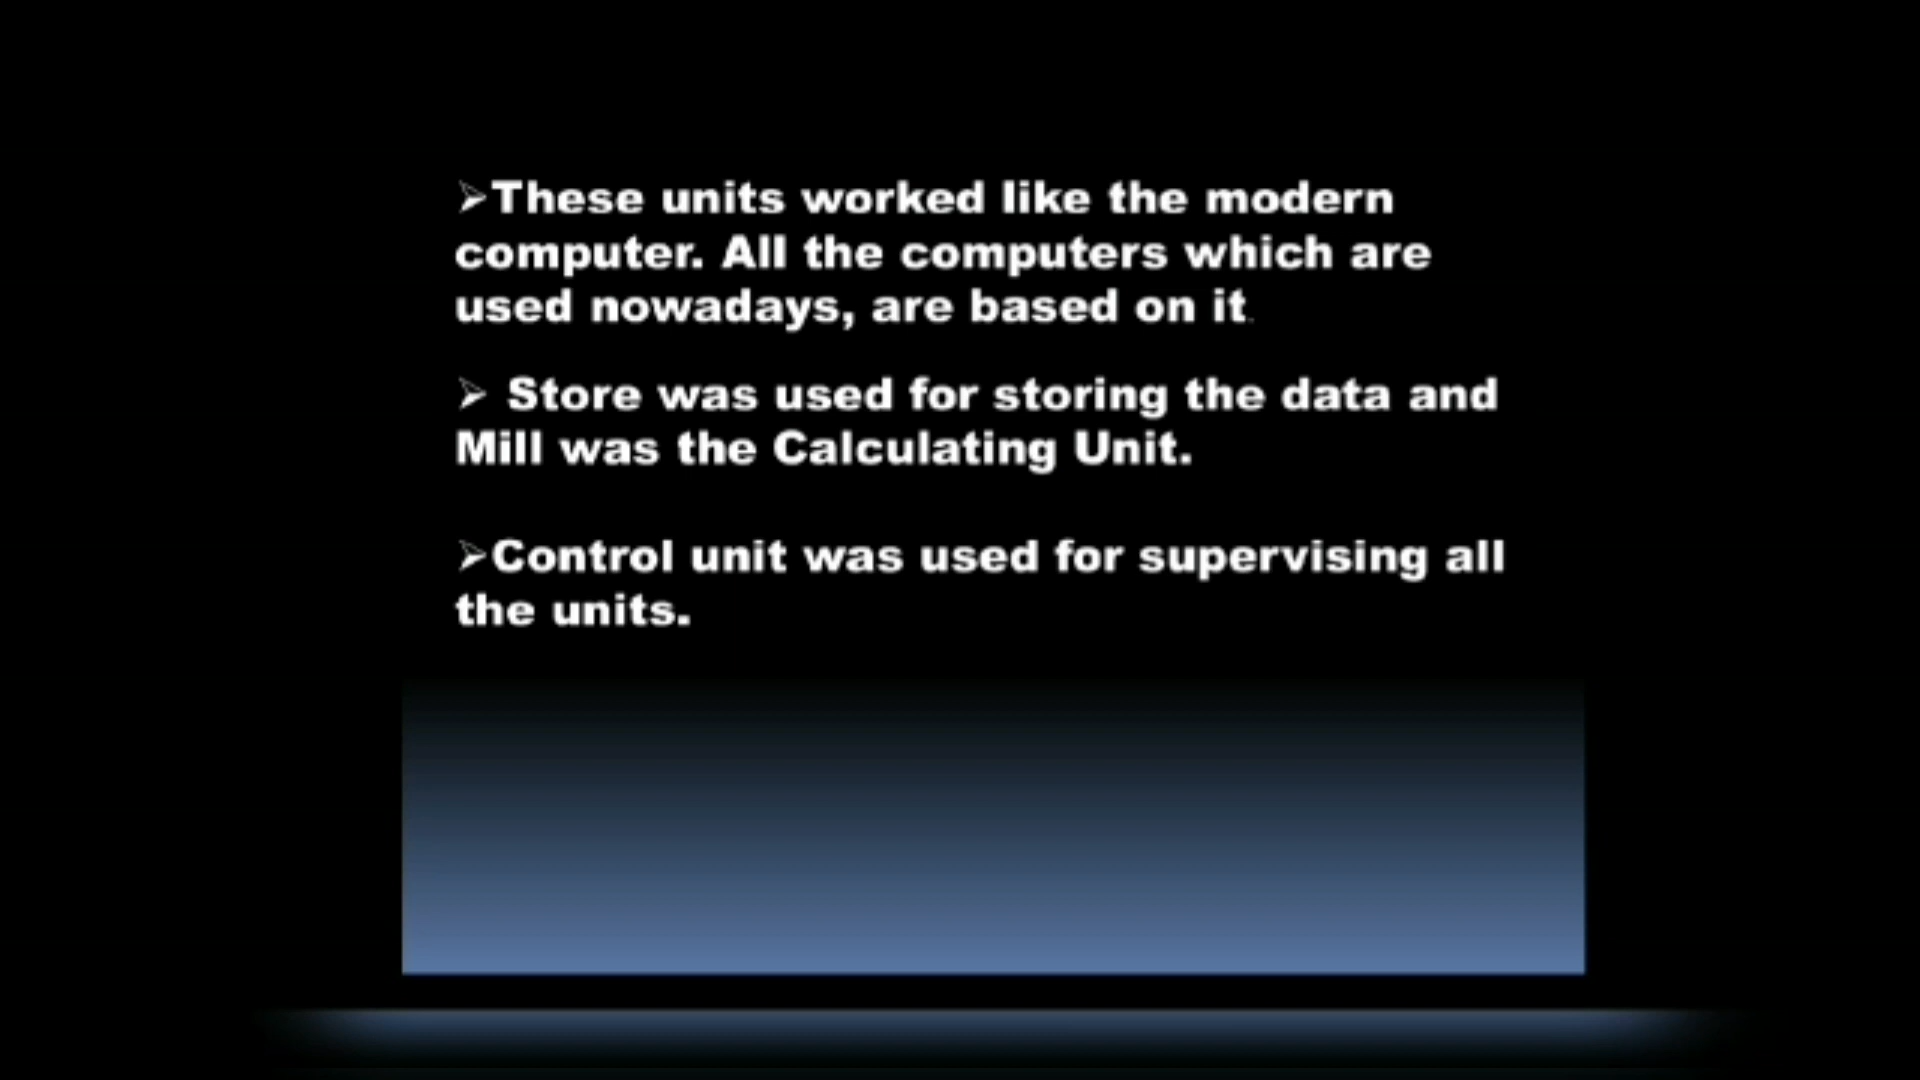 ➢These units worked like the modern
computer. All the computers which are
used nowadays, are based on it.
➢ Store was used for storing the data and
Mill was the Calculating Unit.
➢Control unit was used for supervising all
the units.